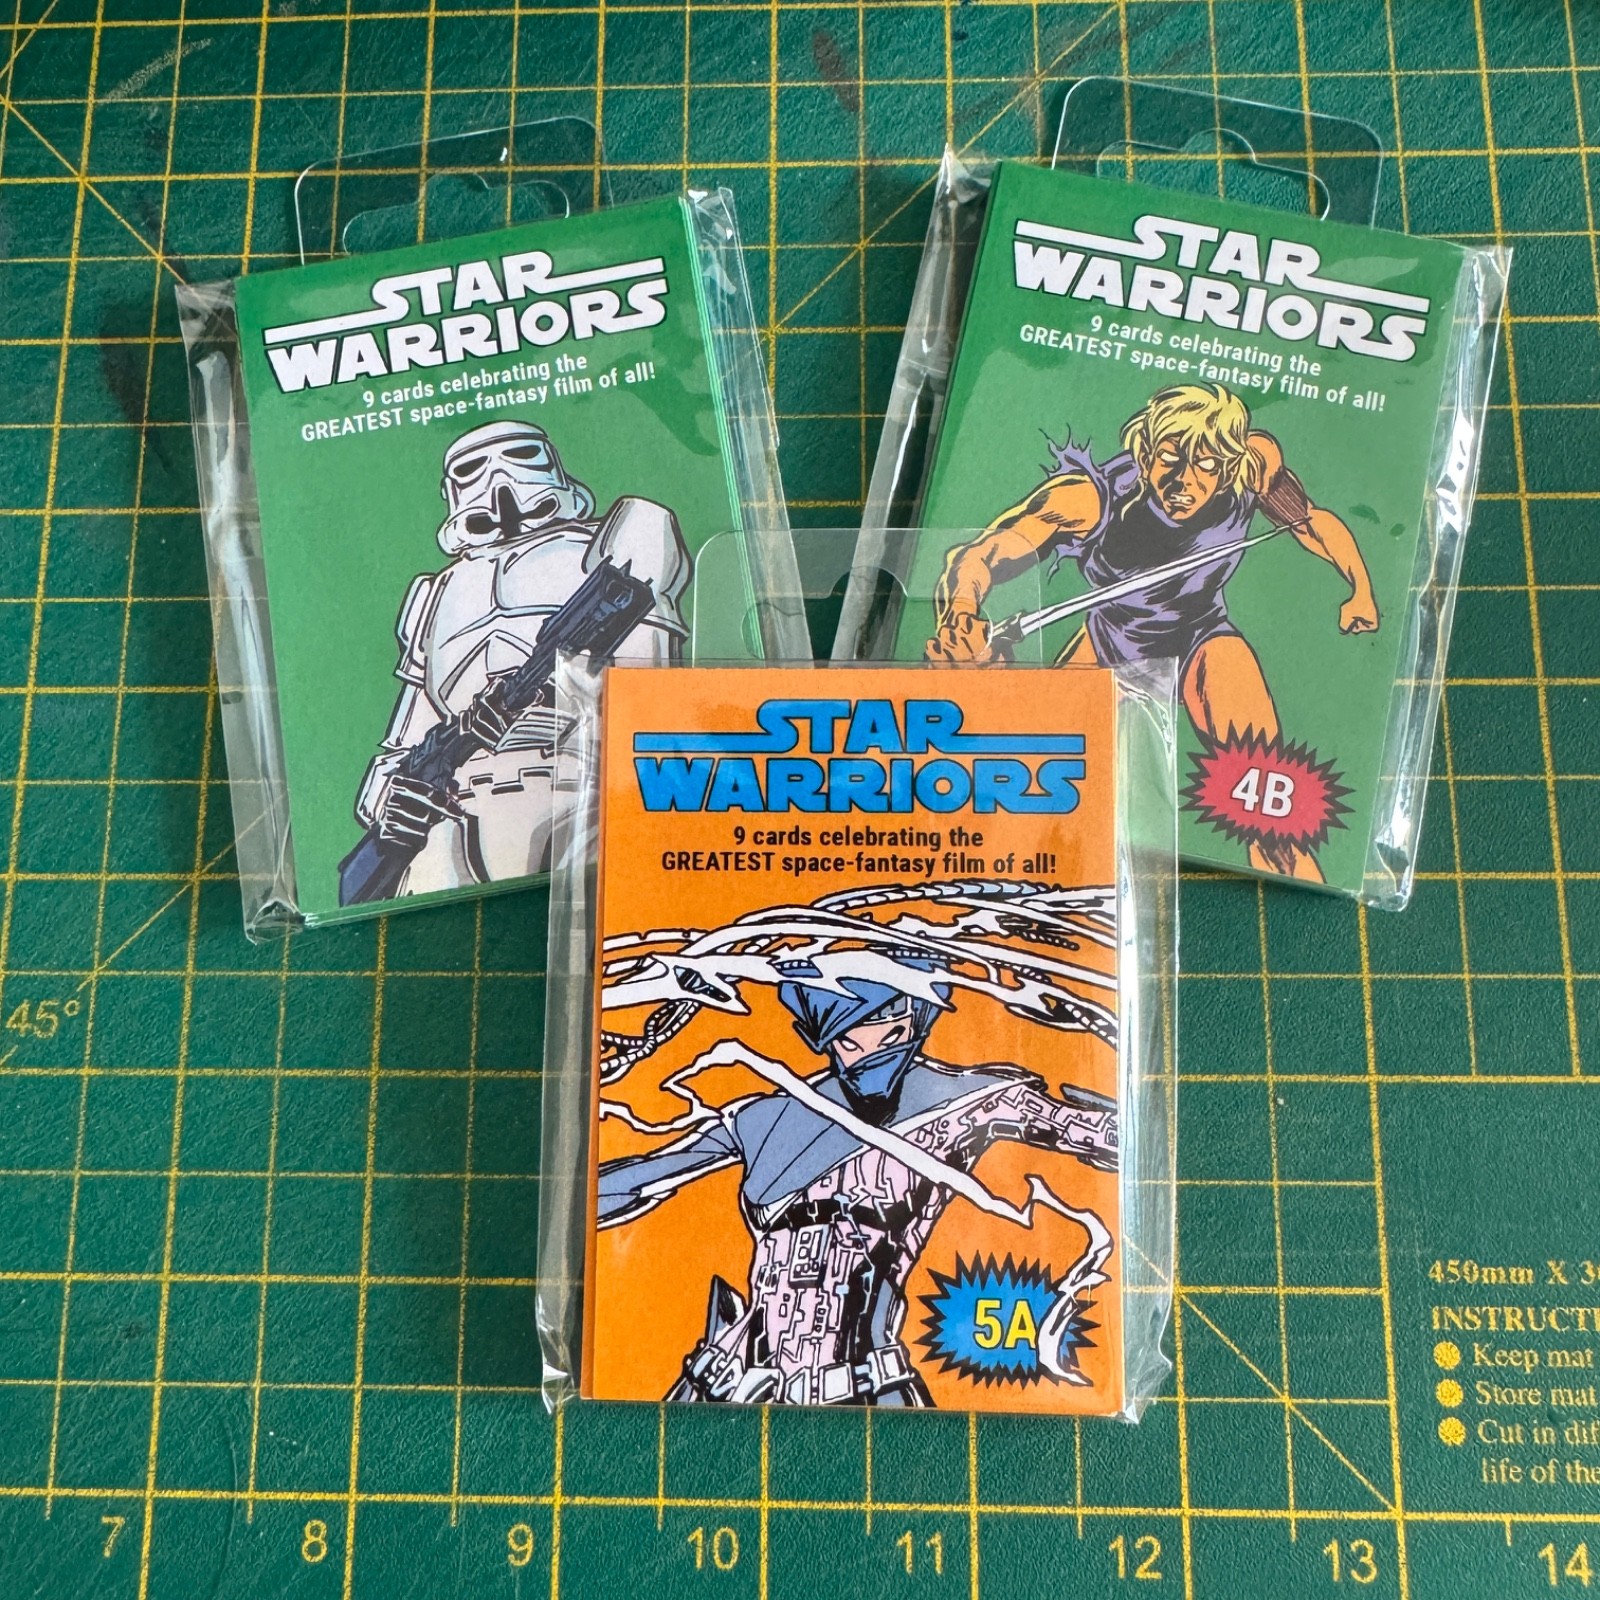 STAR
WARRIORS
9 cards celebrating the
GREATEST space-fantasy film of all!
STAR
WARRIORS
9 cards celebrating the
GREATEST space-fantasy film of all!
4B
STAR
WARRIORS
9 cards celebrating the
GREATEST space-fantasy film of all!
5A
45°
450mm X
INSTRUCTI
Keep mat
Store mat
Cut in
life of the
7 8 9 10 11 12 13 14